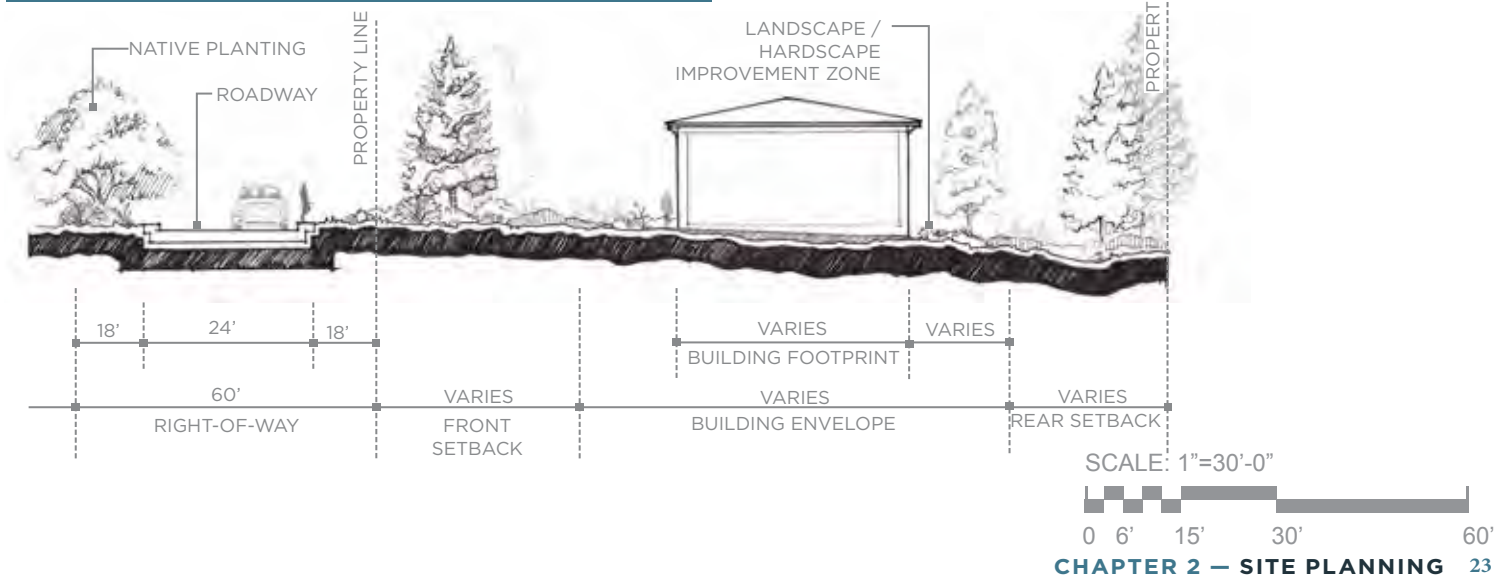 NATIVE PLANTING
ROADWAY
PROPERTY LINE
LANDSCAPE /
HARDSCAPE
IMPROVEMENT ZONE
PROPERT
18’
24’
18’
VARIES
VARIES
BUILDING FOOTPRINT
60’
VARIES
VARIES
VARIES
RIGHT-OF-WAY
FRONT
SETBACK
BUILDING ENVELOPE
REAR SETBACK
SCALE: 1”=30’-0”
0 6’ 15’ 30’ 60’
CHAPTER 2 — SITE PLANNING 23